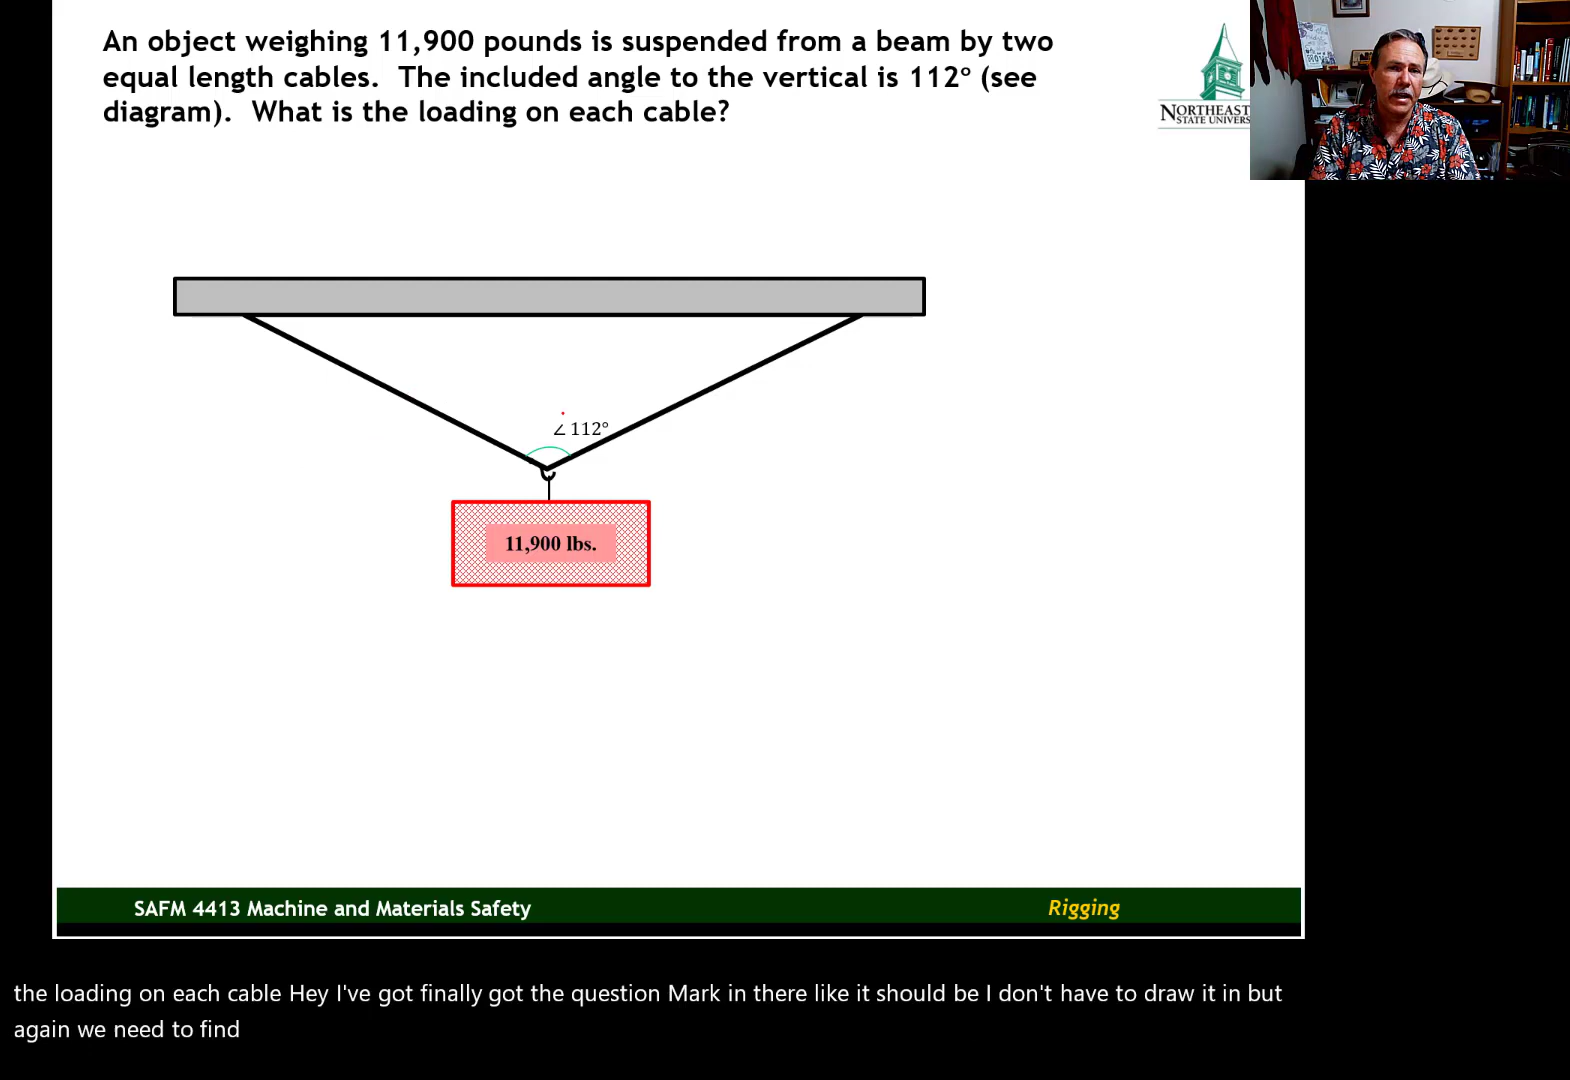 An object weighing 11,900 pounds is suspended from a beam by two
equal length cables.  The included angle to the vertical is 112° (see
diagram).  What is the loading on each cable?
NORTHEAST
STATE UNIVERS
∠ 112°
11,900 lbs.
SAFM 4413 Machine and Materials Safety
Rigging
the loading on each cable Hey I've got finally got the question Mark in there like it should be I don't have to draw it in but
again we need to find